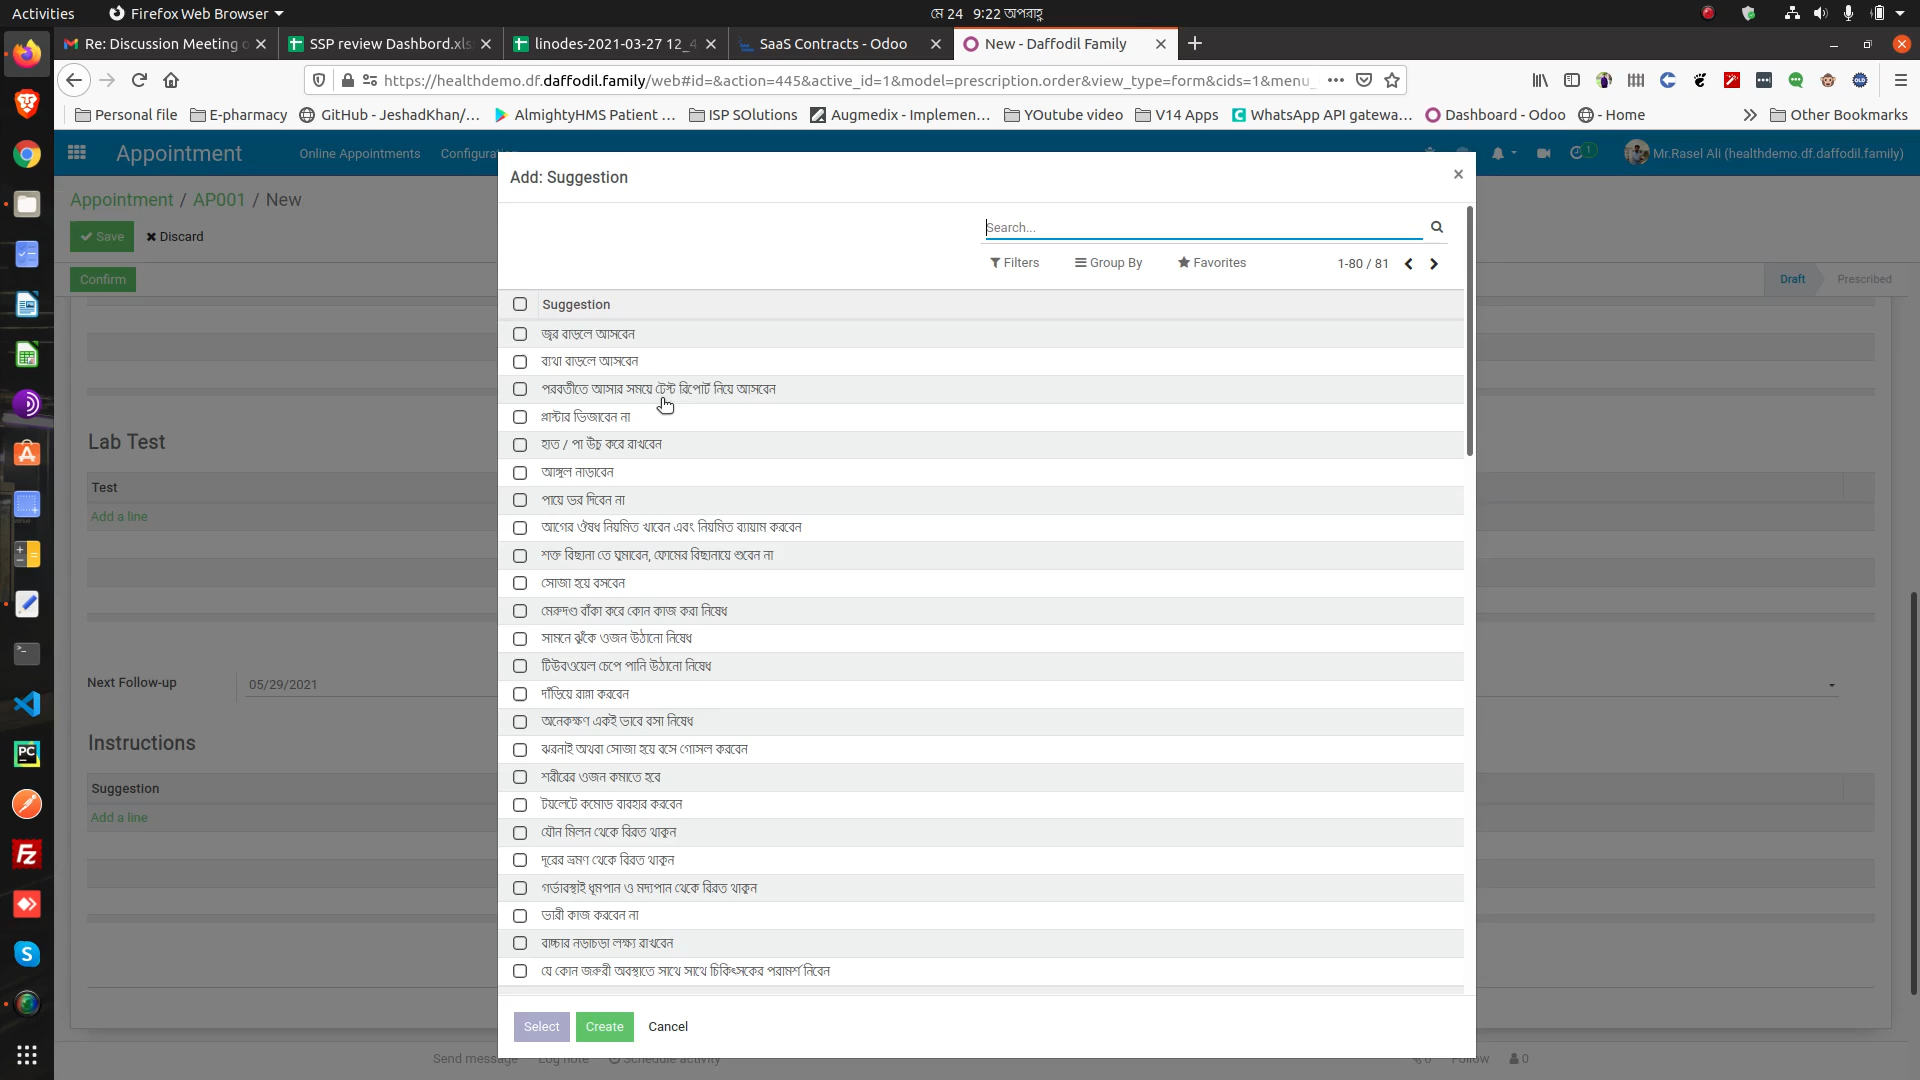 Activities
Firefox Web Browser
মে 24 9:22 অপরাহ্ণ
Re: Discussion Meeting o
SSP review Dashbord.xls
linodes-2021-03-27 12_4
SaaS Contracts - Odoo
New - Daffodil Family
https://healthdemo.df.daffodil.family/web#id=&action=445&active_id=1&model=prescription.order&view_type=form&cids=1&menu_
Personal file
E-pharmacy
GitHub - JeshadKhan/...
AlmightyHMS Patient ...
ISP SOlutions
Augmedix - Implemen...
YOutube video
V14 Apps
WhatsApp API gatewa...
Dashboard - Odoo
- Home
Other Bookmarks
Appointment
Online Appointments
1
Mr.Rasel Ali (healthdemo.df.daffodil.family)
Appointment / AP001 / New
Save
Discard
Confirm
Draft
Prescribed
Lab Test
Test
Add a line
Next Follow-up
05/29/2021
Instructions
Suggestion
Add a line
Add: Suggestion
×
Search...
Filters
Group By
Favorites
1-80 / 81
Suggestion
জ্বর বাড়লে আসবেন
ব্যথা বাড়লে আসবেন
পরবর্তীতে আসার সময়ে টেস্ট রিপোর্ট নিয়ে আসবেন
প্লাস্টার ভিজাবেন না
হাত / পা উঁচু করে রাখবেন
আঙ্গুল নাড়াবেন
পায়ে ভর দিবেন না
আগের ঔষধ নিয়মিত খাবেন এবং নিয়মিত ব্যায়াম করবেন
শক্ত বিছানা তে ঘুমাবেন, ফোমের বিছানায়ে শুবেন না
সোজা হয়ে বসবেন
মেরুদণ্ড বাঁকা করে কোন কাজ করা নিষেধ
সামনে ঝুঁকে ওজন উঠানো নিষেধ
টিউবওয়েল চেপে পানি উঠানো নিষেধ
দাঁড়িয়ে রান্না করবেন
অনেকক্ষণ একই ভাবে বসা নিষেধ
ঝরনাই অথবা সোজা হয়ে বসে গোসল করবেন
শরীরের ওজন কমাতে হবে
টয়লেটে কমোড ব্যবহার করবেন
যৌন মিলন থেকে বিরত থাকুন
দূরের ভ্রমণ থেকে বিরত থাকুন
গর্ভাবস্থাই ধূমপান ও মদ্যপান থেকে বিরত থাকুন
ভারী কাজ করবেন না
বাচ্চার নড়াচড়া লক্ষ্য রাখবেন
যে কোন জরুরী অবস্থাতে সাথে সাথে চিকিৎসকের পরামর্শ নিবেন
Select
Create
Cancel
Send message
Log note
Schedule activity
Follow
0